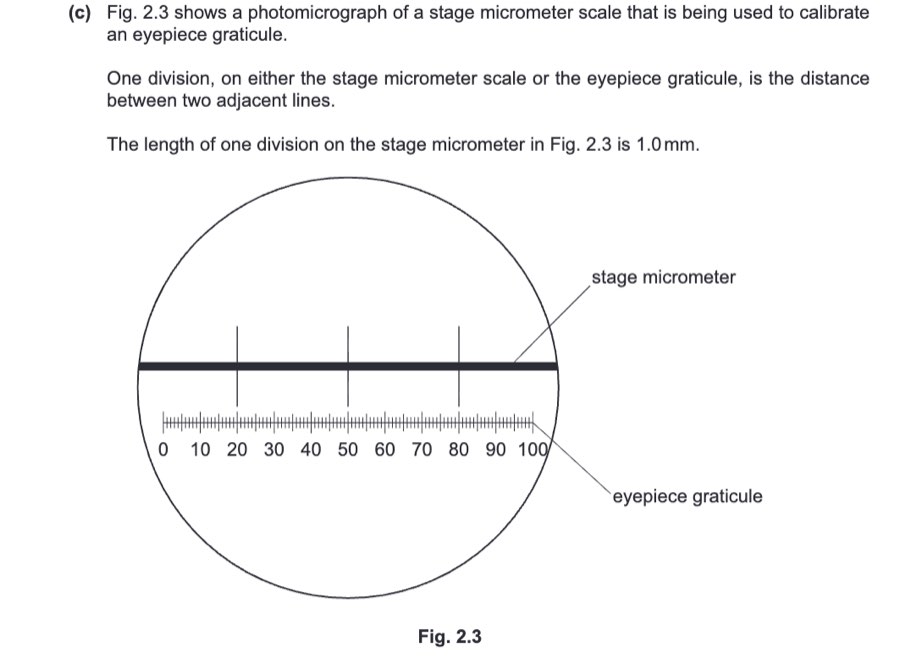 (c) Fig. 2.3 shows a photomicrograph of a stage micrometer scale that is being used to calibrate
an eyepiece graticule.
One division, on either the stage micrometer scale or the eyepiece graticule, is the distance
between two adjacent lines.
The length of one division on the stage micrometer in Fig. 2.3 is 1.0 mm.
stage micrometer
0 10 20 30 40 50 60 70 80 90 100
eyepiece graticule
Fig. 2.3